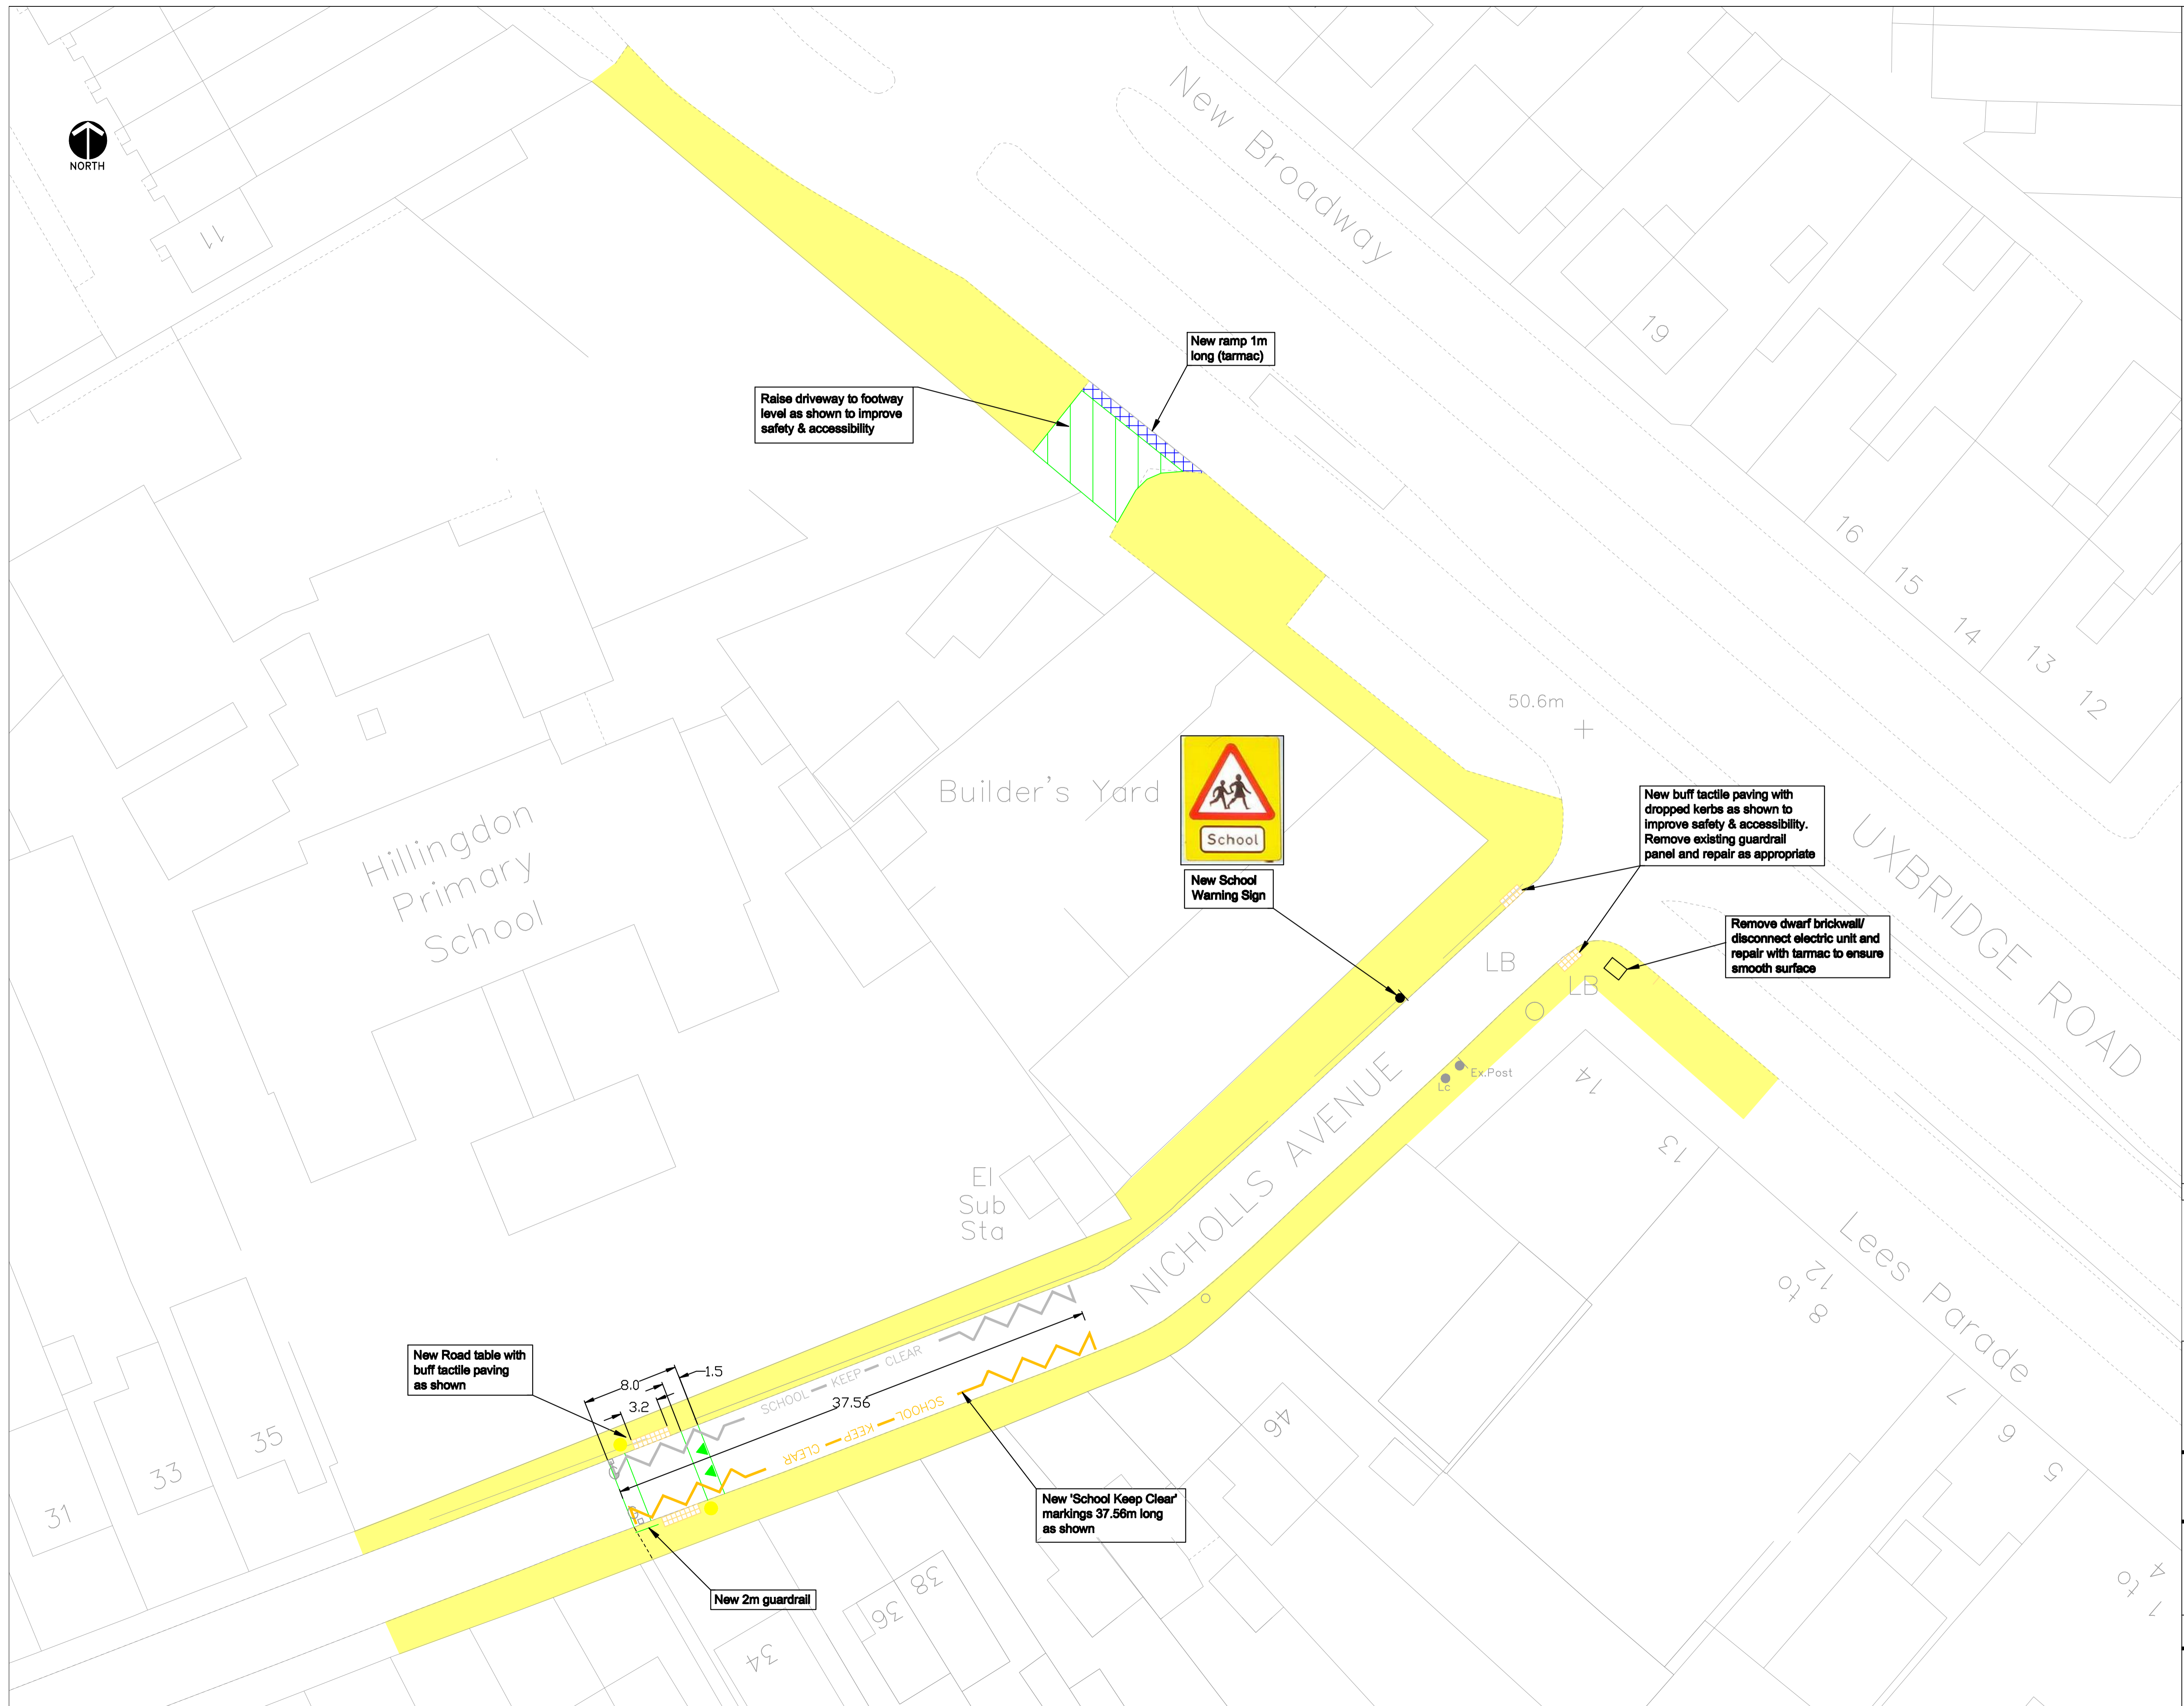 NORTH
11
New Broadway
19
New ramp 1m
long (tarmac)
Raise driveway to footway
level as shown to improve
safety & accessibility
16
15
14
13
12
50.6m
Builder's Yard
School
New School
Warning Sign
New buff tactile paving with
dropped kerbs as shown to
improve safety & accessibility.
Remove existing guardrail
panel and repair as appropriate
Hillingdon
Primary
School
UXBRIDGE ROAD
Remove dwarf brickwall/
disconnect electric unit and
repair with tarmac to ensure
smooth surface
LB
LB
Ex.Post
Lc
14
13
NICHOLLS AVENUE
El
Sub
Sta
Lees Parade
8 to 12
7
6
5
1 to 4
New Road table with
buff tactile paving
as shown
8.0
1.5
3.2
37.56
SCHOOL KEEP CLEAR
SCHOOL KEEP CLEAR
35
33
31
46
New 'School Keep Clear'
markings 37.56m long
as shown
New 2m guardrail
38
36
34